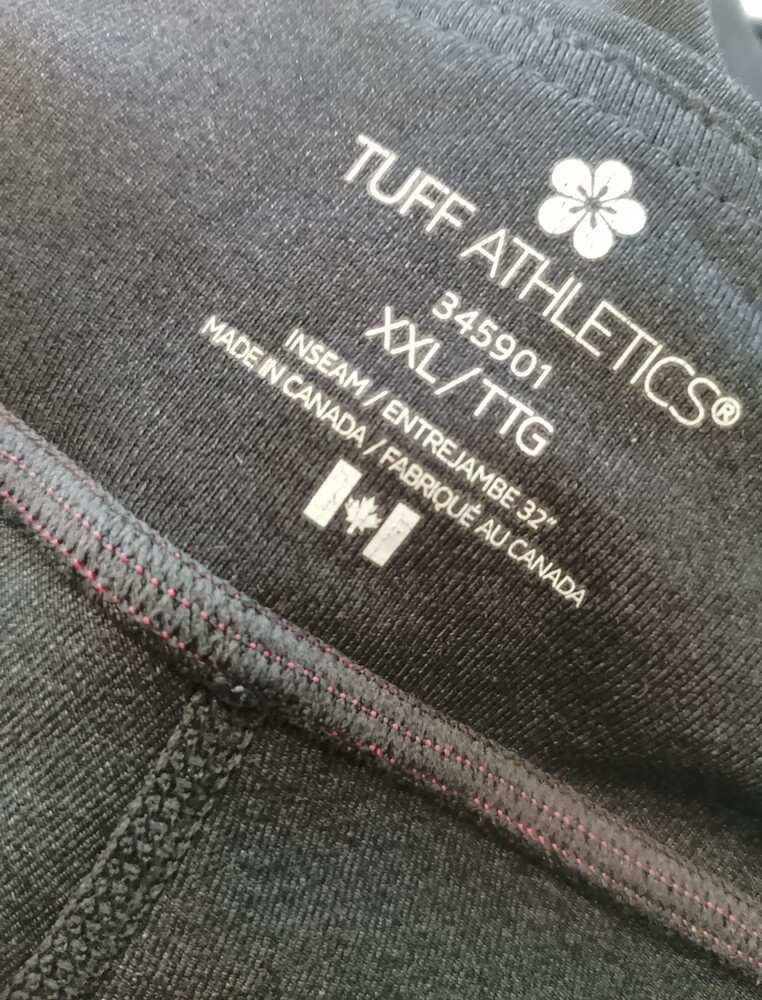 TUFF ATHLETICS®
345901
XXL/TTG
INSEAM / ENTREJAMBE 32"
MADE IN CANADA / FABRIQUÉ AU CANADA